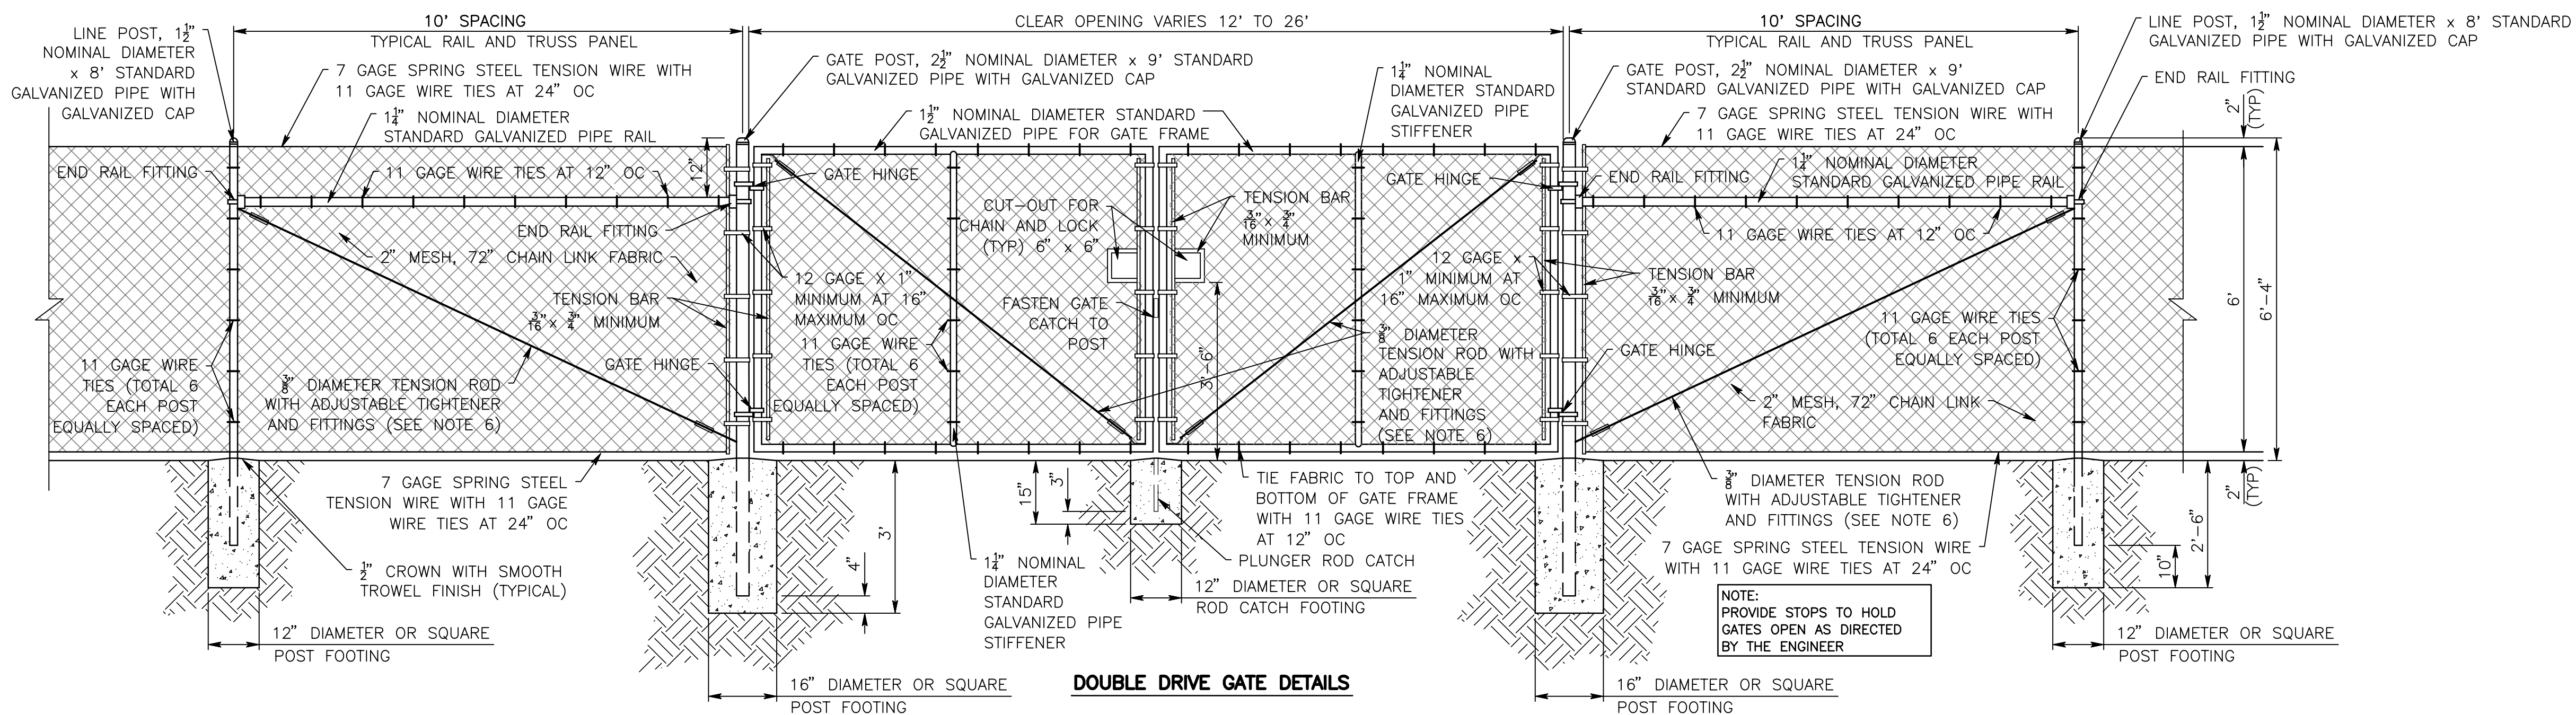 LINE POST, 1½"
NOMINAL DIAMETER
x 8' STANDARD
GALVANIZED PIPE WITH
GALVANIZED CAP
10' SPACING
TYPICAL RAIL AND TRUSS PANEL
7 GAGE SPRING STEEL TENSION WIRE WITH
11 GAGE WIRE TIES AT 24" OC
1¼" NOMINAL DIAMETER
STANDARD GALVANIZED PIPE RAIL
END RAIL FITTING
11 GAGE WIRE TIES AT 12" OC
12"
END RAIL FITTING
2" MESH, 72" CHAIN LINK FABRIC
TENSION BAR
3/16" x 3/4" MINIMUM
GATE HINGE
11 GAGE WIRE
TIES (TOTAL 6
EACH POST
EQUALLY SPACED)
3/8" DIAMETER TENSION ROD
WITH ADJUSTABLE TIGHTENER
AND FITTINGS (SEE NOTE 6)
7 GAGE SPRING STEEL
TENSION WIRE WITH 11 GAGE
WIRE TIES AT 24" OC
½" CROWN WITH SMOOTH
TROWEL FINISH (TYPICAL)
12" DIAMETER OR SQUARE
POST FOOTING
CLEAR OPENING VARIES 12' TO 26'
GATE POST, 2½" NOMINAL DIAMETER x 9' STANDARD
GALVANIZED PIPE WITH GALVANIZED CAP
1½" NOMINAL DIAMETER STANDARD
GALVANIZED PIPE FOR GATE FRAME
1¼" NOMINAL
DIAMETER STANDARD
GALVANIZED PIPE
STIFFENER
GATE HINGE
CUT-OUT FOR
CHAIN AND LOCK
(TYP) 6" x 6"
TENSION BAR
3/16" x 3/4"
MINIMUM
GATE HINGE
12 GAGE X 1"
MINIMUM AT 16"
MAXIMUM OC
11 GAGE WIRE
TIES (TOTAL 6
EACH POST
EQUALLY SPACED)
FASTEN GATE
CATCH TO
POST
3'-6"
12 GAGE x
1"
MINIMUM AT
16" MAXIMUM OC
3/8" DIAMETER
TENSION ROD WITH
ADJUSTABLE
TIGHTENER
AND FITTINGS
(SEE NOTE 6)
4"
3'
15"
3"
1¼" NOMINAL
DIAMETER
STANDARD
GALVANIZED PIPE
STIFFENER
TIE FABRIC TO TOP AND
BOTTOM OF GATE FRAME
WITH 11 GAGE WIRE TIES
AT 12" OC
PLUNGER ROD CATCH
12" DIAMETER OR SQUARE
ROD CATCH FOOTING
16" DIAMETER OR SQUARE
POST FOOTING
DOUBLE DRIVE GATE DETAILS
10' SPACING
TYPICAL RAIL AND TRUSS PANEL
LINE POST, 1½" NOMINAL DIAMETER x 8' STANDARD
GALVANIZED PIPE WITH GALVANIZED CAP
GATE POST, 2½" NOMINAL DIAMETER x 9'
STANDARD GALVANIZED PIPE WITH GALVANIZED CAP
END RAIL FITTING
7 GAGE SPRING STEEL TENSION WIRE WITH
11 GAGE WIRE TIES AT 24" OC
2"
(TYP)
1¼" NOMINAL DIAMETER
STANDARD GALVANIZED PIPE RAIL
END RAIL FITTING
11 GAGE WIRE TIES AT 12" OC
TENSION BAR
3/16" x 3/4" MINIMUM
6'
6'-4"
11 GAGE WIRE TIES
(TOTAL 6 EACH POST
EQUALLY SPACED)
GATE HINGE
2" MESH, 72" CHAIN LINK
FABRIC
3/8" DIAMETER TENSION ROD
WITH ADJUSTABLE TIGHTENER
AND FITTINGS (SEE NOTE 6)
7 GAGE SPRING STEEL TENSION WIRE
WITH 11 GAGE WIRE TIES AT 24" OC
2"
(TYP)
10"
2'-6"
NOTE:
PROVIDE STOPS TO HOLD
GATES OPEN AS DIRECTED
BY THE ENGINEER
12" DIAMETER OR SQUARE
POST FOOTING
16" DIAMETER OR SQUARE
POST FOOTING